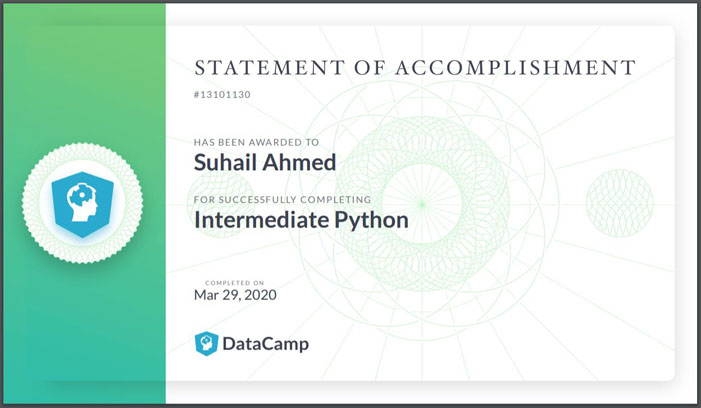 STATEMENT OF ACCOMPLISHMENT
#13101130
HAS BEEN AWARDED TO
Suhail Ahmed
FOR SUCCESSFULLY COMPLETING
Intermediate Python
COMPLETED ON
Mar 29, 2020
DataCamp